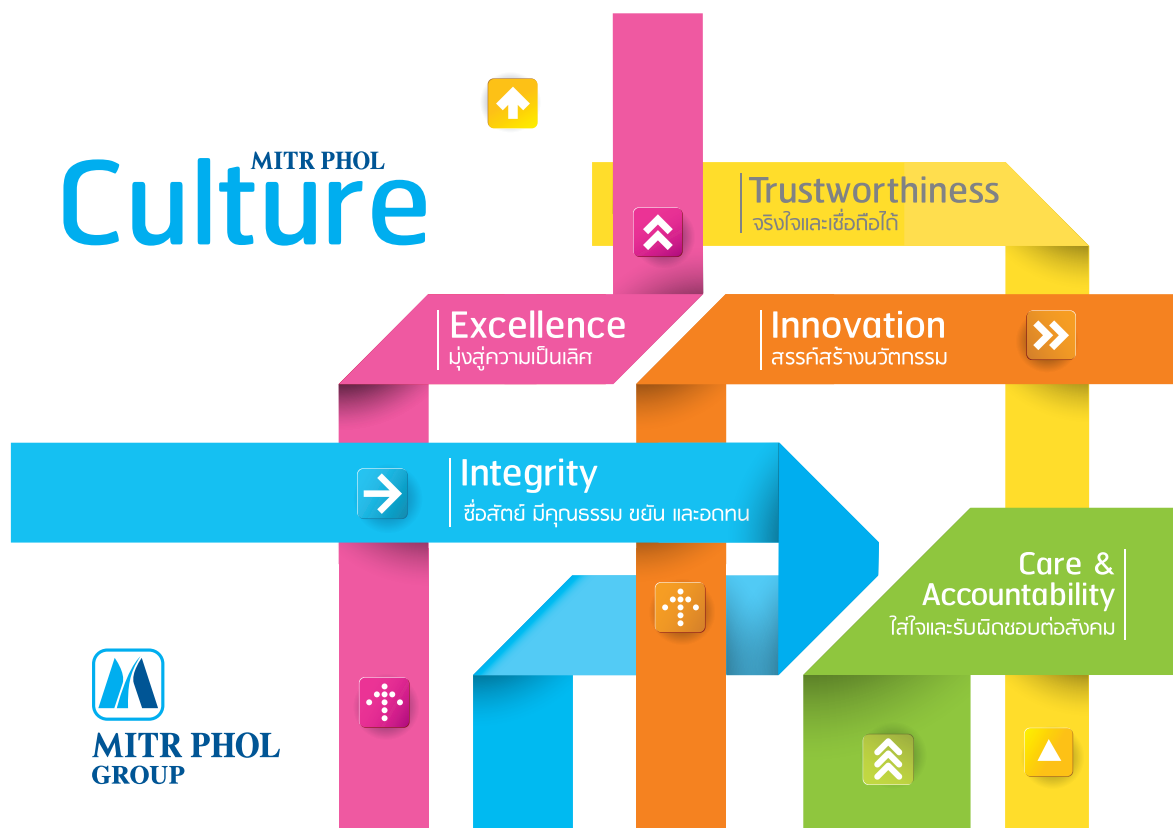 MITR PHOL
Culture
Trustworthiness
จริงใจและเชื่อถือได้
Excellence
มุ่งสู่ความเป็นเลิศ
Innovation
สรรค์สร้างนวัตกรรม
Integrity
ซื่อสัตย์ มีคุณธรรม ขยัน และอดทน
Care &
Accountability
ใส่ใจและรับผิดชอบต่อสังคม
MITR PHOL
GROUP